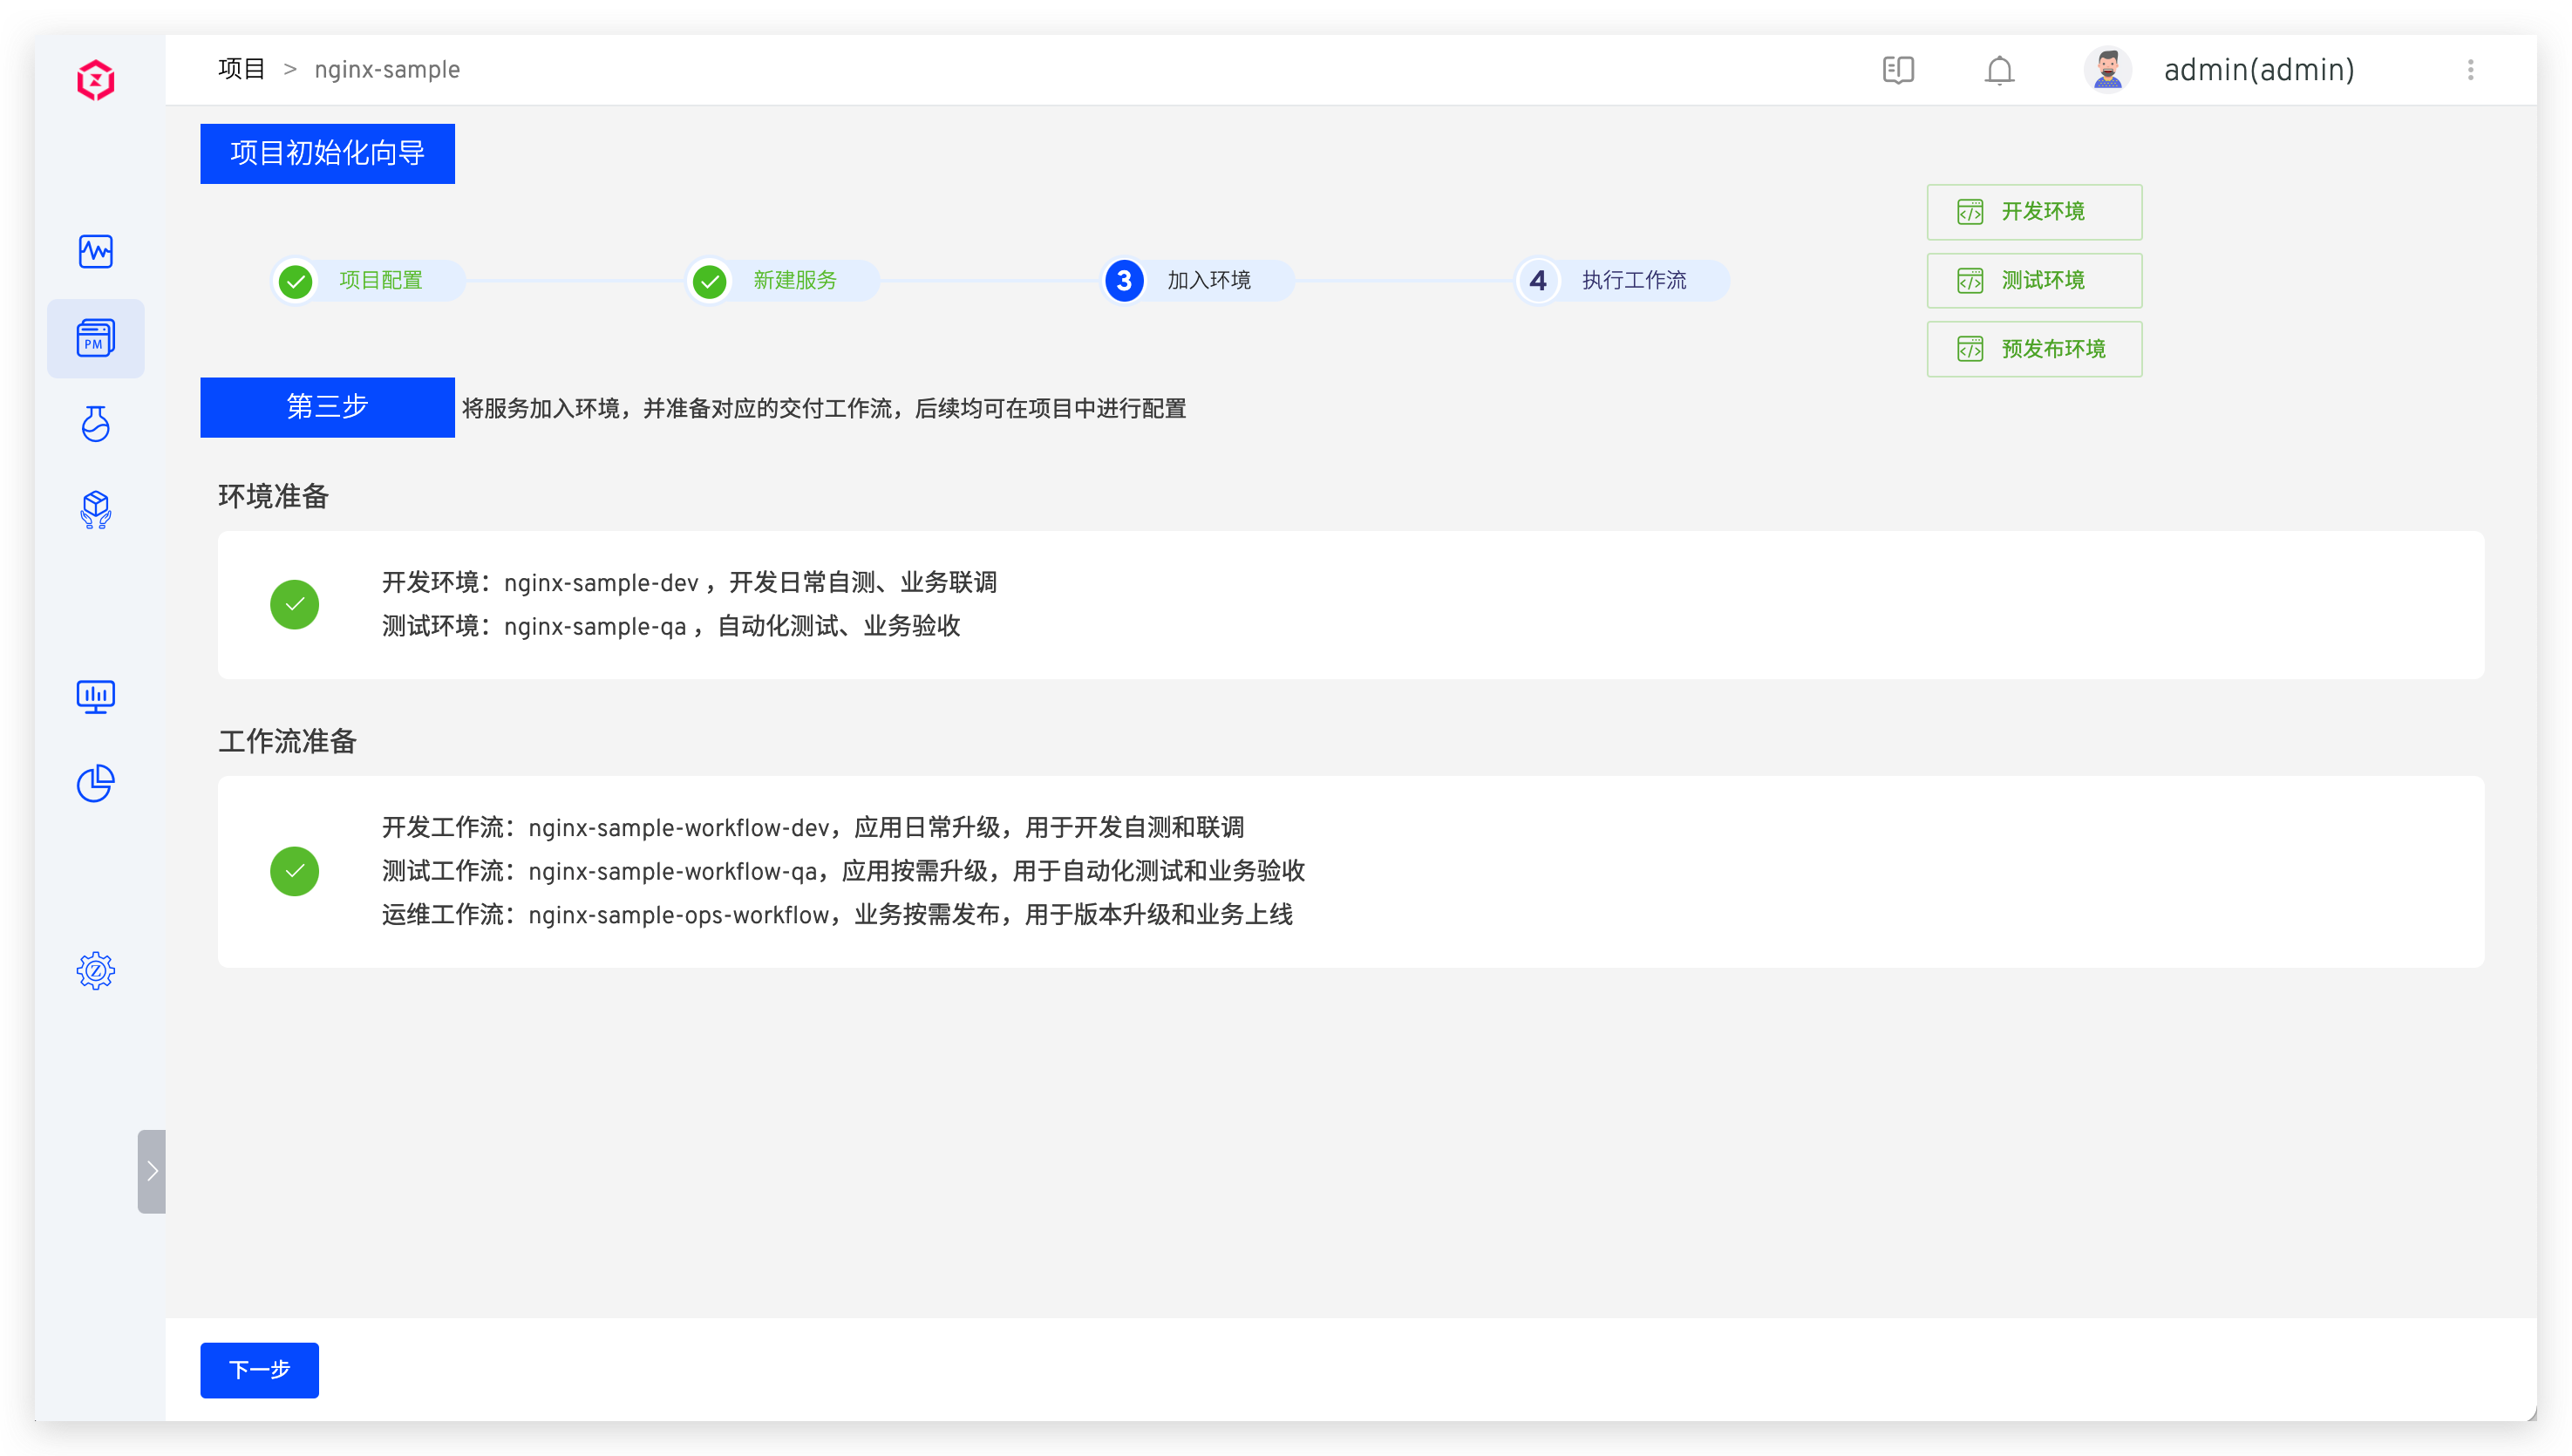 项目 > nginx-sample
admin(admin)
项目初始化向导
项目配置
新建服务
3 加入环境
4 执行工作流
开发环境
测试环境
预发布环境
PM
第三步 将服务加入环境，并准备对应的交付工作流，后续均可在项目中进行配置
环境准备
开发环境：nginx-sample-dev ，开发日常自测、业务联调
测试环境：nginx-sample-qa ，自动化测试、业务验收
工作流准备
开发工作流：nginx-sample-workflow-dev，应用日常升级，用于开发自测和联调
测试工作流：nginx-sample-workflow-qa，应用按需升级，用于自动化测试和业务验收
运维工作流：nginx-sample-ops-workflow，业务按需发布，用于版本升级和业务上线
Z
下一步